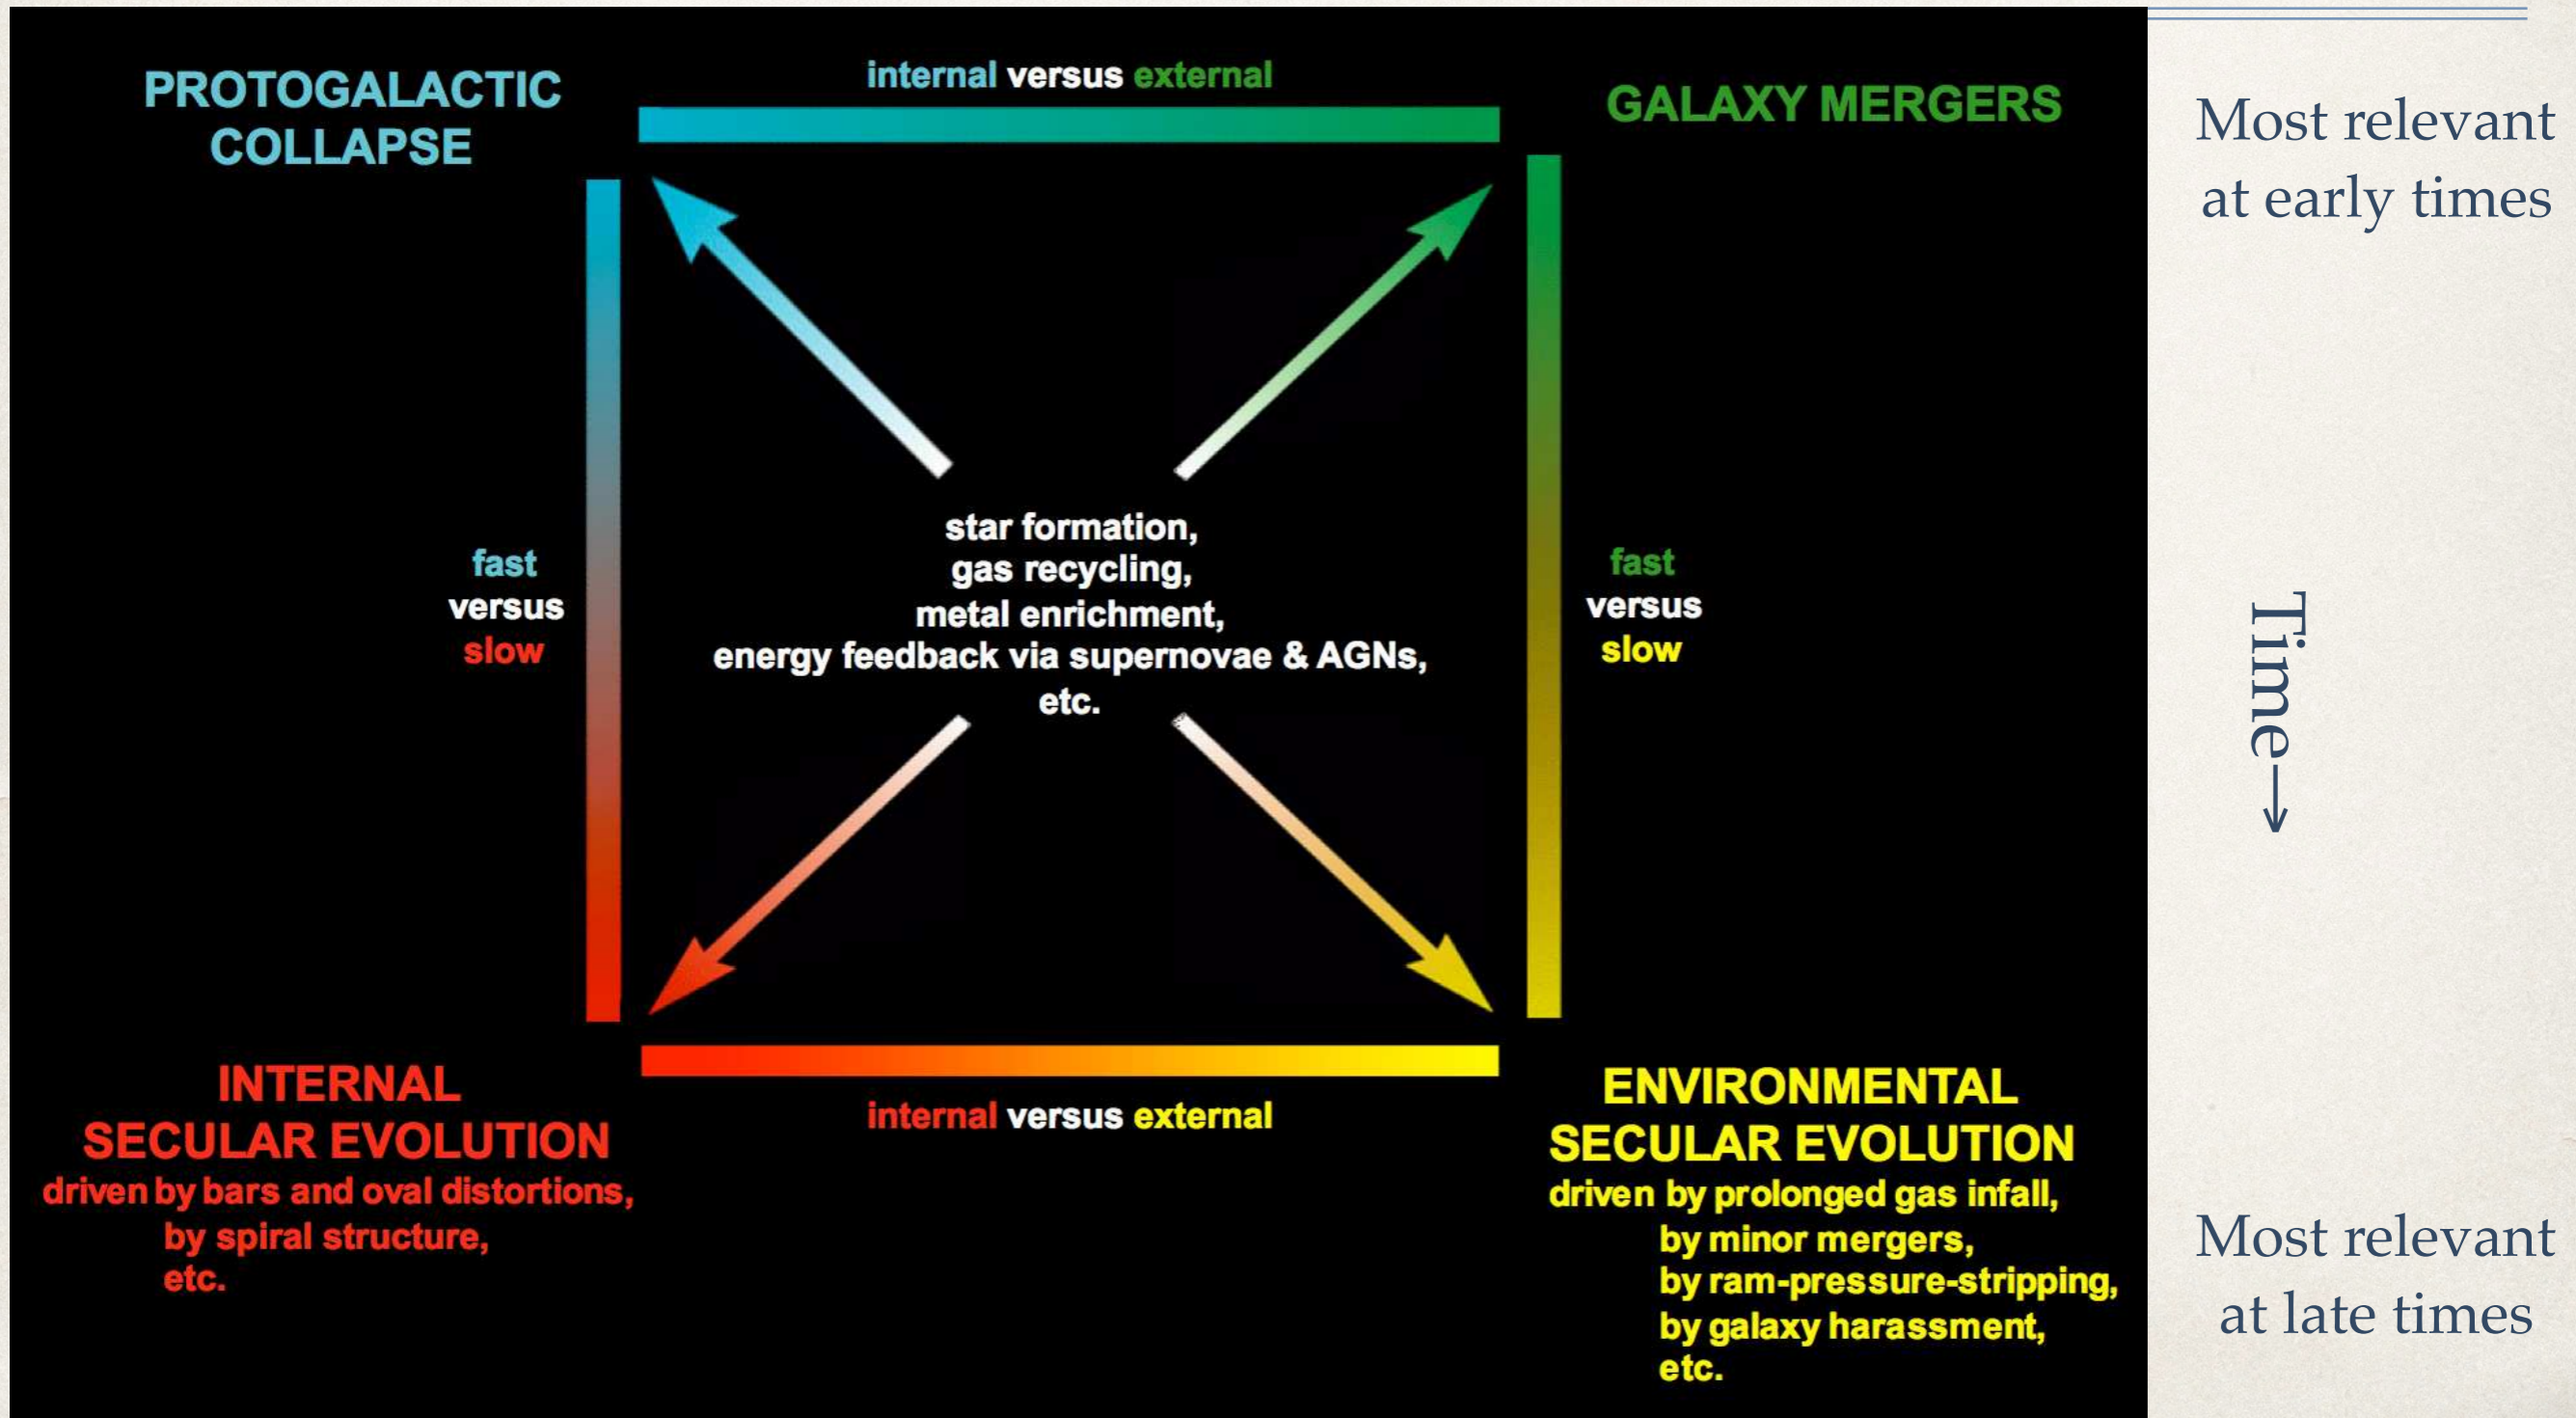 PROTOGALACTIC
COLLAPSE
internal versus external
GALAXY MERGERS
Most relevant
at early times
fast
versus
slow
star formation,
gas recycling,
metal enrichment,
energy feedback via supernovae & AGNs,
etc.
fast
versus
slow
Time→
INTERNAL
SECULAR EVOLUTION
driven by bars and oval distortions,
by spiral structure,
etc.
internal versus external
ENVIRONMENTAL
SECULAR EVOLUTION
driven by prolonged gas infall,
by minor mergers,
by ram-pressure-stripping,
by galaxy harassment,
etc.
Most relevant
at late times